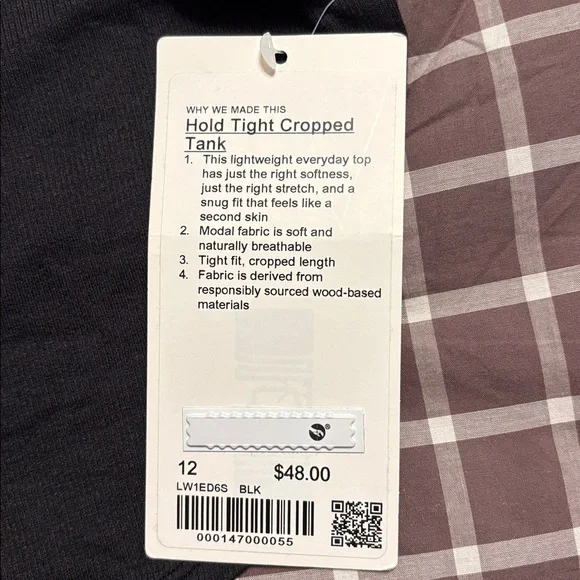 WHY WE MADE THIS
Hold Tight Cropped
Tank
1. This lightweight everyday top
has just the right softness,
just the right stretch, and a
snug fit that feels like a
second skin
2. Modal fabric is soft and
naturally breathable
3. Tight fit, cropped length
4. Fabric is derived from
responsibly sourced wood-based
materials
®
12 $48.00
LW1ED6S BLK
000147000055